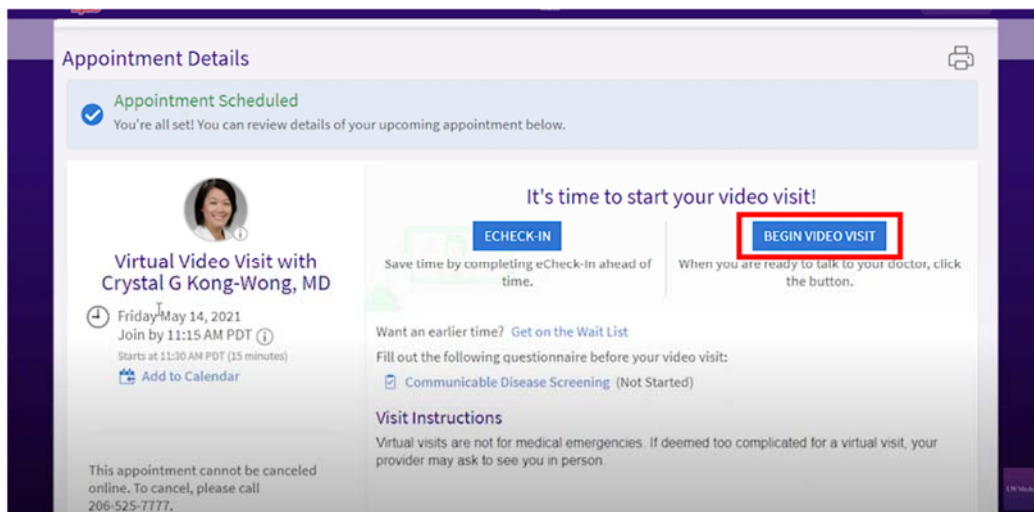 Appointment Details
Appointment Scheduled
You're all set! You can review details of your upcoming appointment below.
Virtual Video Visit with
Crystal G Kong-Wong, MD
Friday May 14, 2021
Join by 11:15 AM PDT
Starts at 11:30 AM PDT (15 minutes)
Add to Calendar
This appointment cannot be canceled
online. To cancel, please call
206-525-7777.
It's time to start your video visit!
ECHECK-IN
Save time by completing eCheck-In ahead of
time.
BEGIN VIDEO VISIT
When you are ready to talk to your doctor, click
the button.
Want an earlier time? Get on the Wait List
Fill out the following questionnaire before your video visit:
Communicable Disease Screening (Not Started)
Visit Instructions
Virtual visits are not for medical emergencies. If deemed too complicated for a virtual visit, your
provider may ask to see you in person.